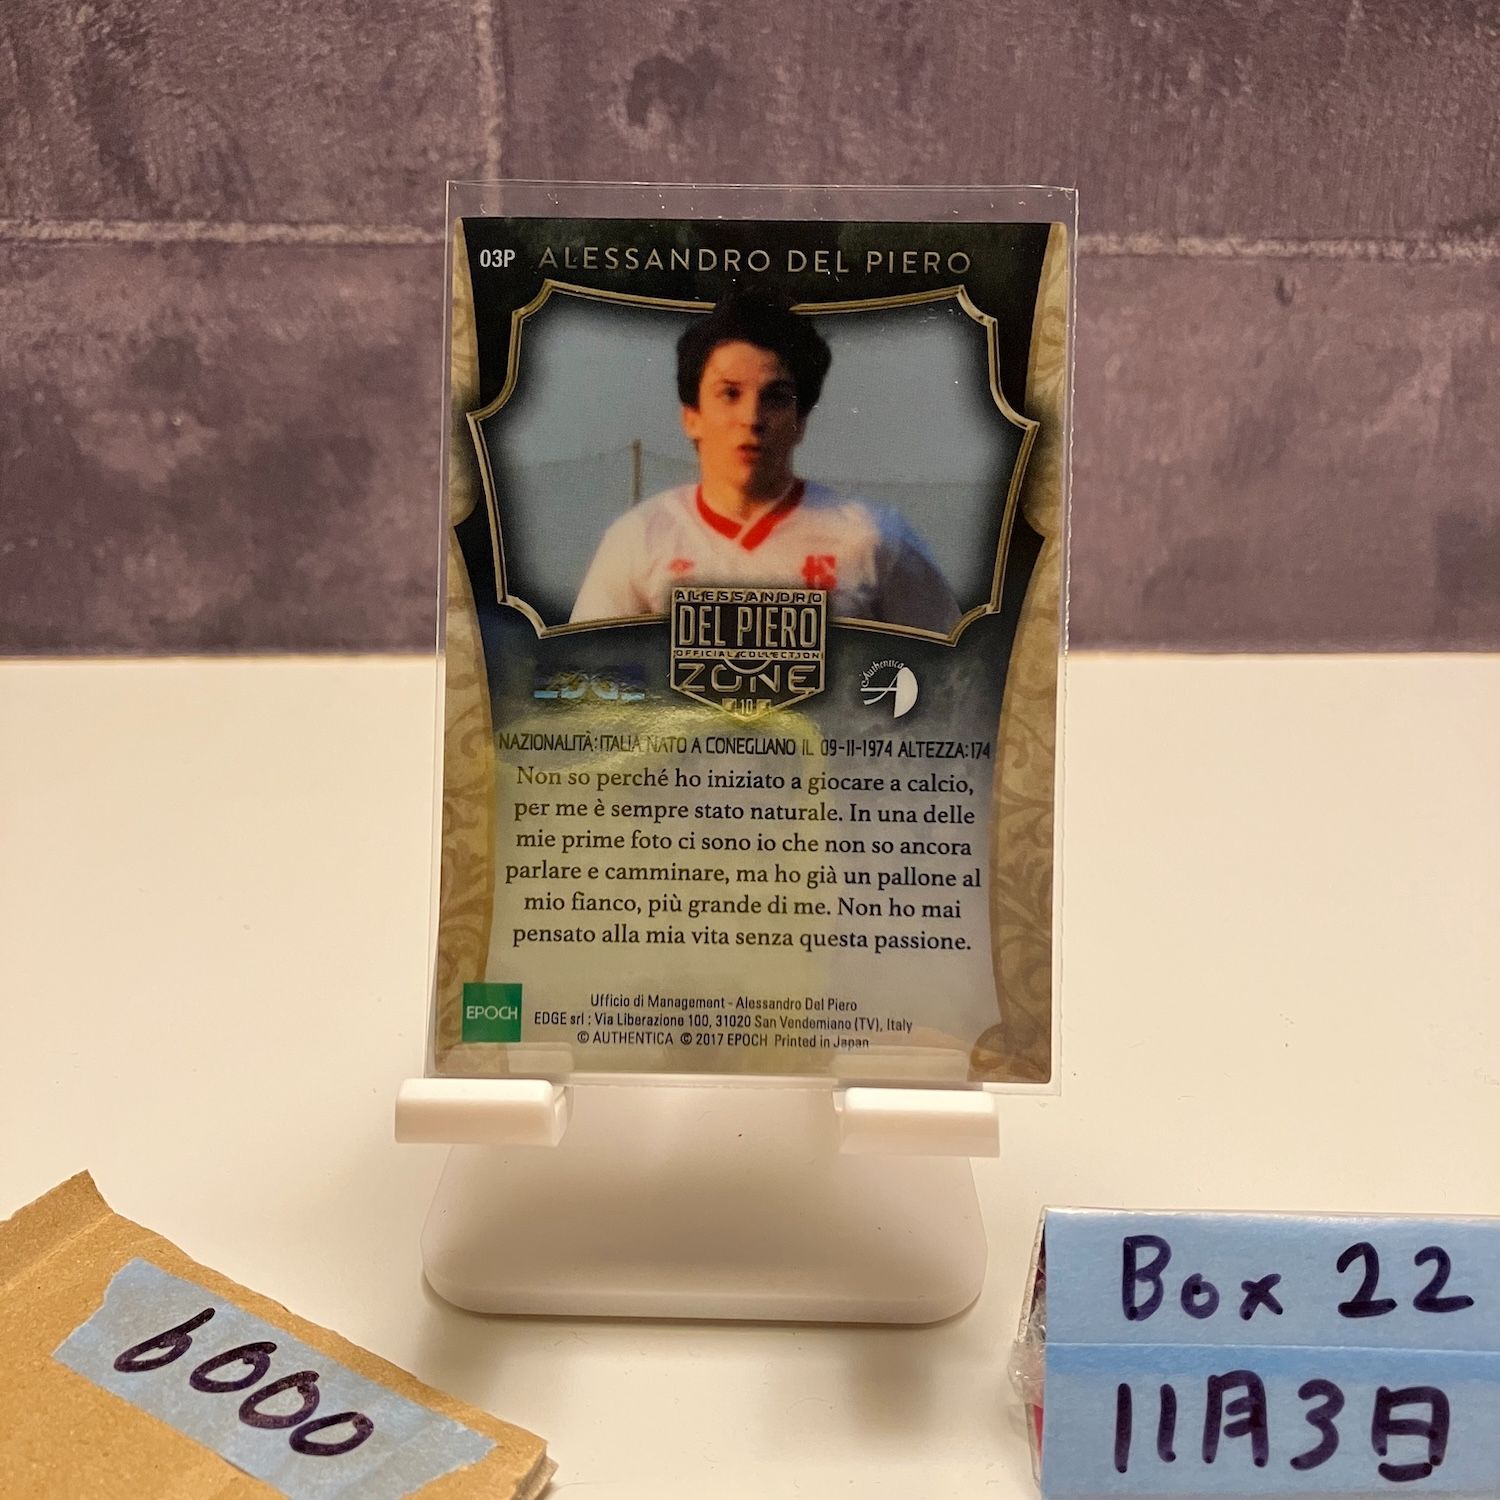 03P ALESSANDRO DEL PIERO
ALESSANDRO
DEL PIERO
OFFICIAL COLLECTION
ZONE
10
Authentica
NAZIONALITÀ:ITALIA NATO A CONEGLIANO IL 09-11-1974 ALTEZZA:174
Non so perché ho iniziato a giocare a calcio,
per me è sempre stato naturale. In una delle
mie prime foto ci sono io che non so ancora
parlare e camminare, ma ho già un pallone al
mio fianco, più grande di me. Non ho mai
pensato alla mia vita senza questa passione.
EPOCH
Ufficio di Management - Alessandro Del Piero
EDGE srl : Via Liberazione 100, 31020 San Vendemiano (TV), Italy
© AUTHENTICA © 2017 EPOCH Printed in Japan
6000
Box 22
11月3日